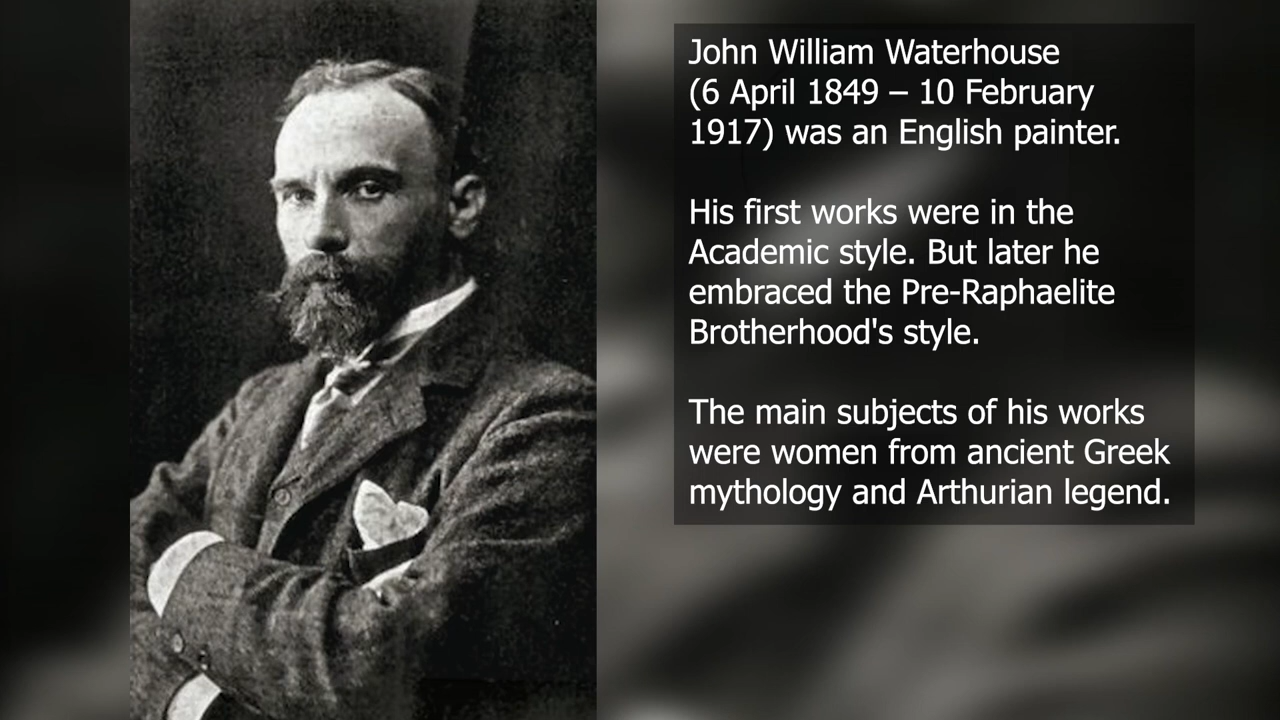 John William Waterhouse
(6 April 1849 – 10 February
1917) was an English painter.
His first works were in the
Academic style. But later he
embraced the Pre-Raphaelite
Brotherhood's style.
The main subjects of his works
were women from ancient Greek
mythology and Arthurian legend.